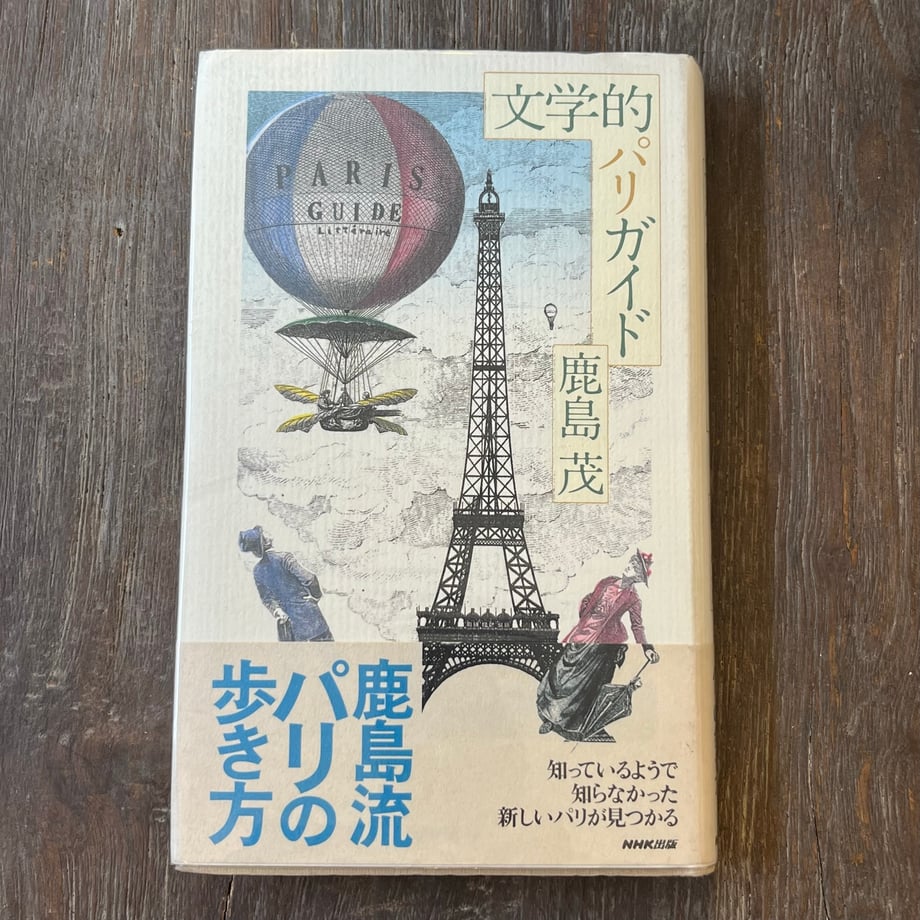 文学的
パリガイド
鹿島 茂
PARIS
GUIDE
Littéraire
鹿島流
パリの
歩き方
知っているようで
知らなかった
新しいパリが見つかる
NHK出版